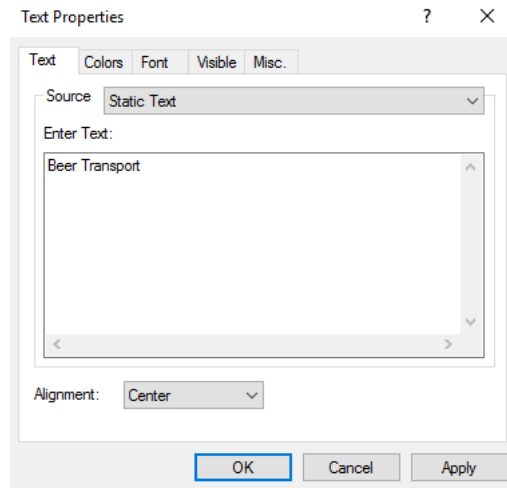 Text Properties ? X
Text Colors Font Visible Misc.
Source Static Text
Enter Text:
Beer Transport
Alignment: Center
OK Cancel Apply